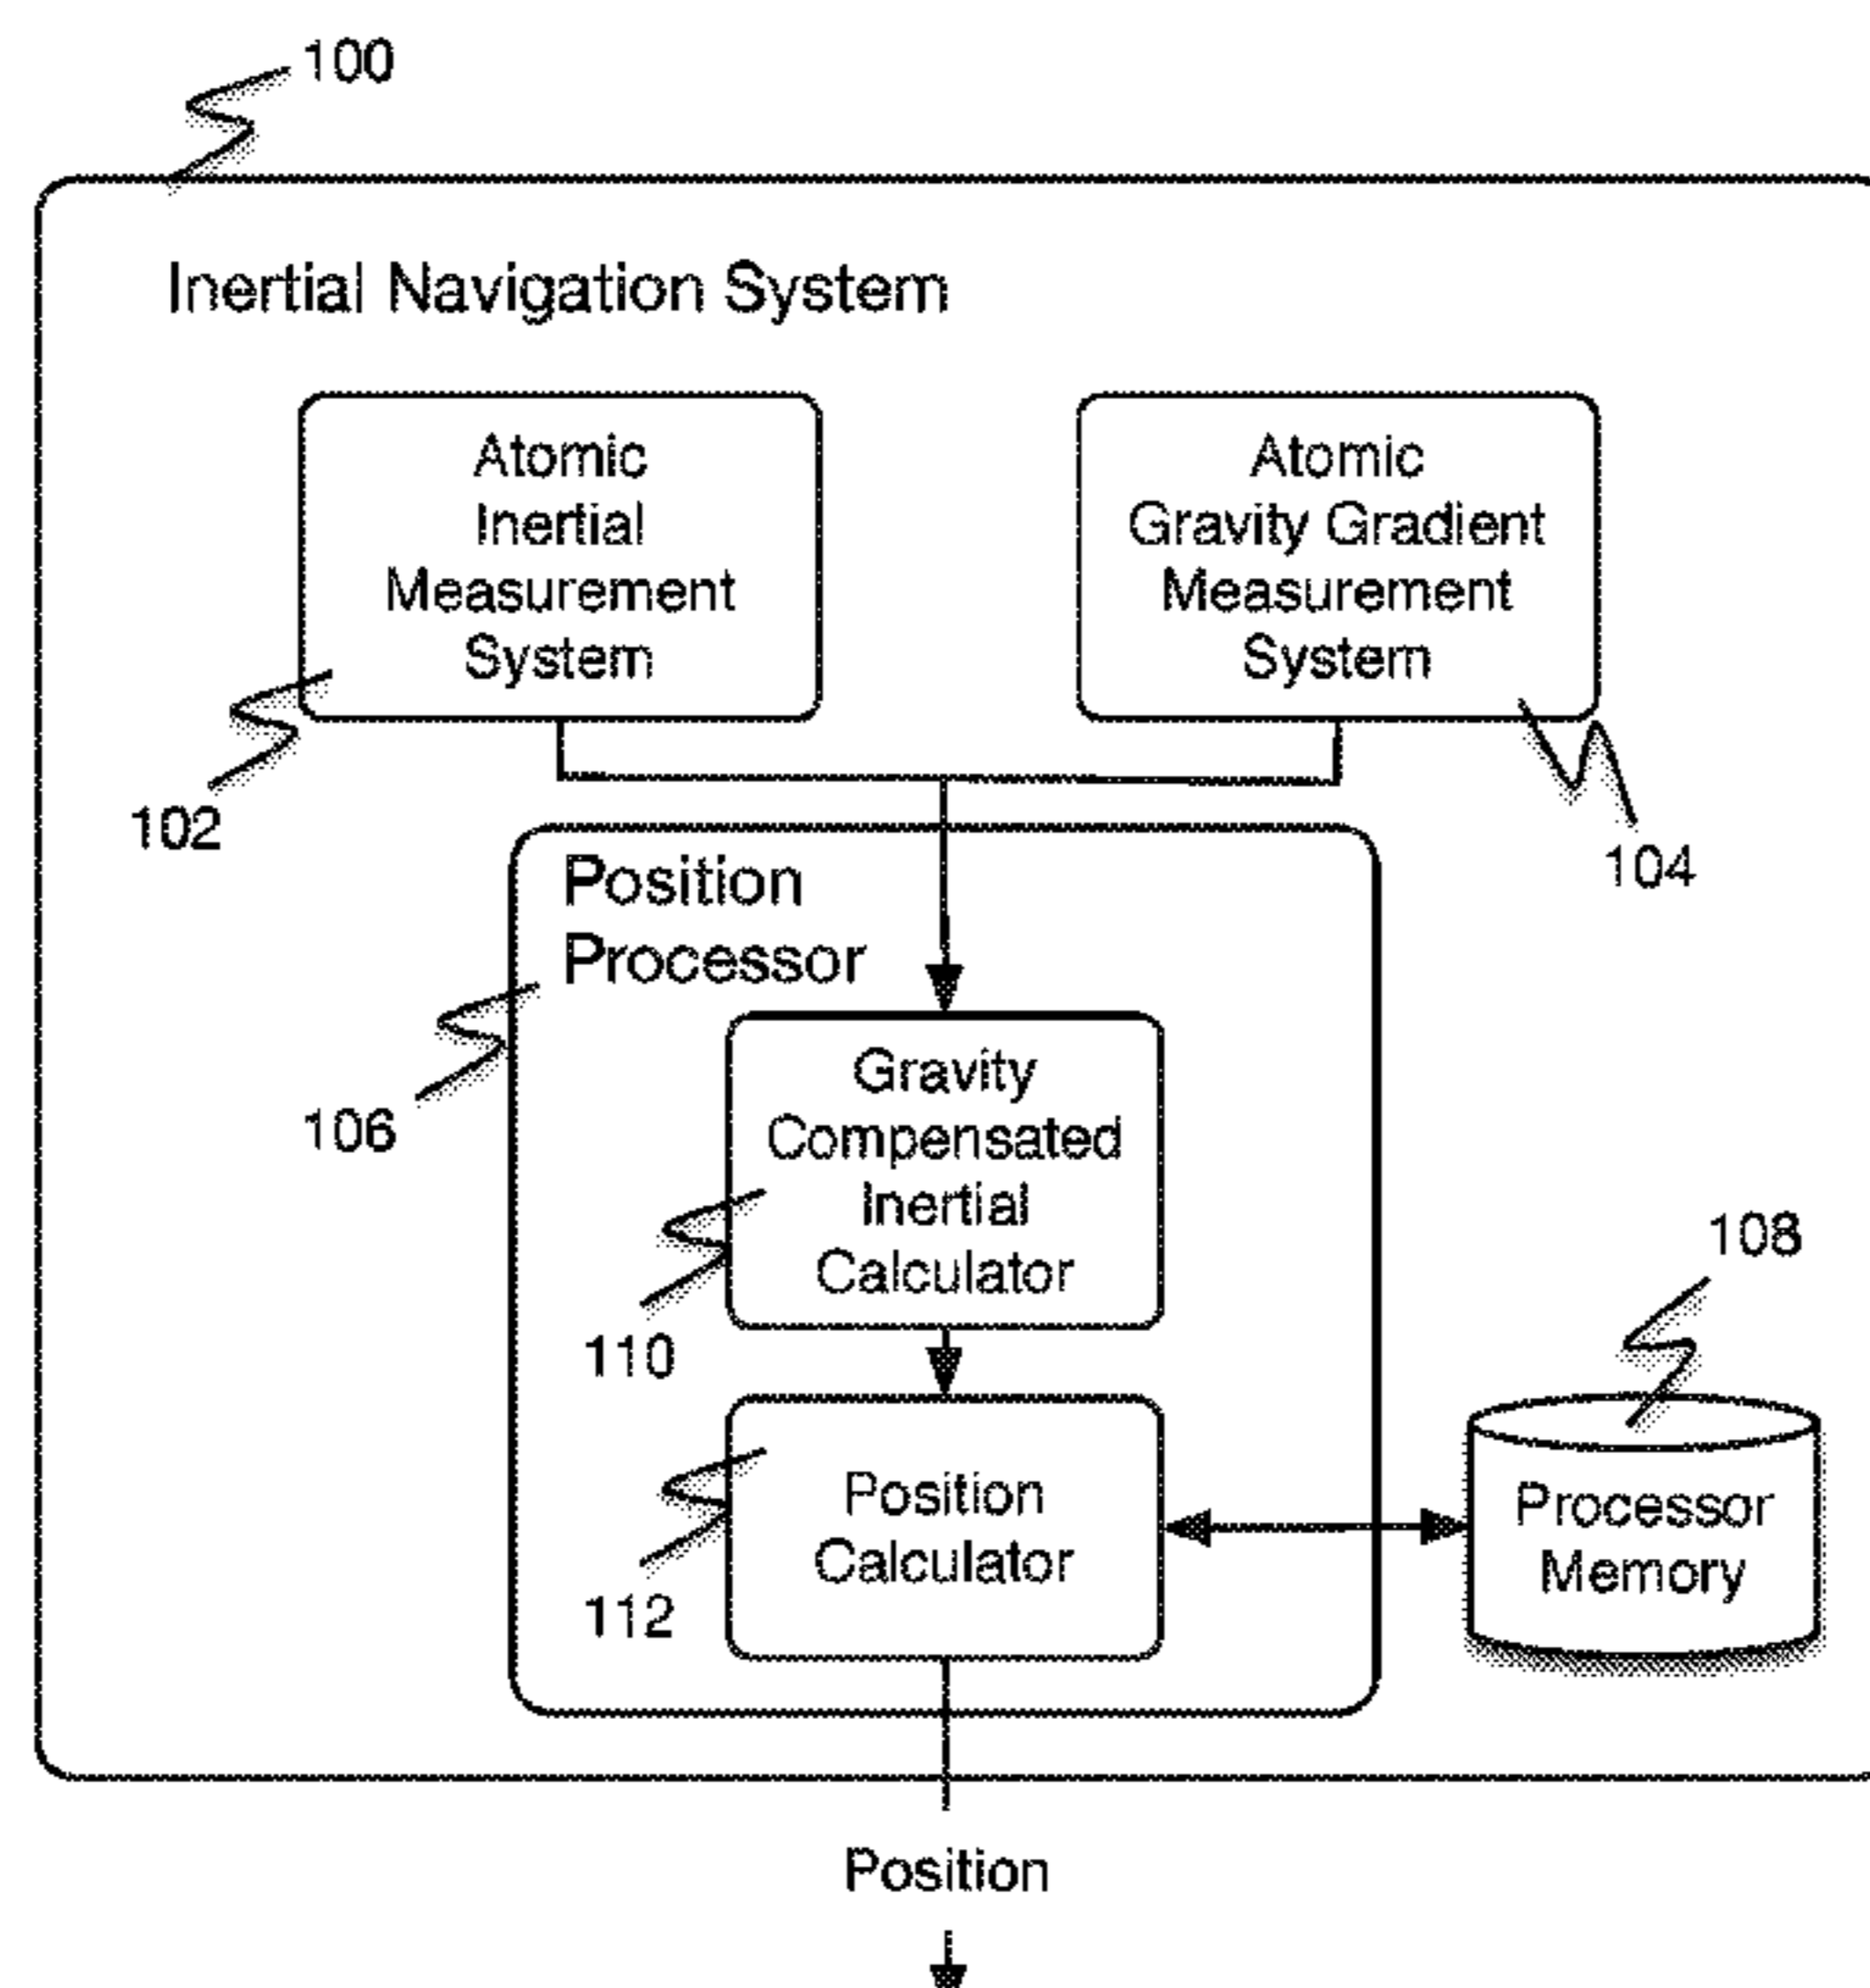 100
Inertial Navigation System
Atomic
Inertial
Measurement
System
Atomic
Gravity Gradient
Measurement
System
102
104
Position
Processor
106
Gravity
Compensated
Inertial
Calculator
110
108
Position
Calculator
112
Processor
Memory
Position